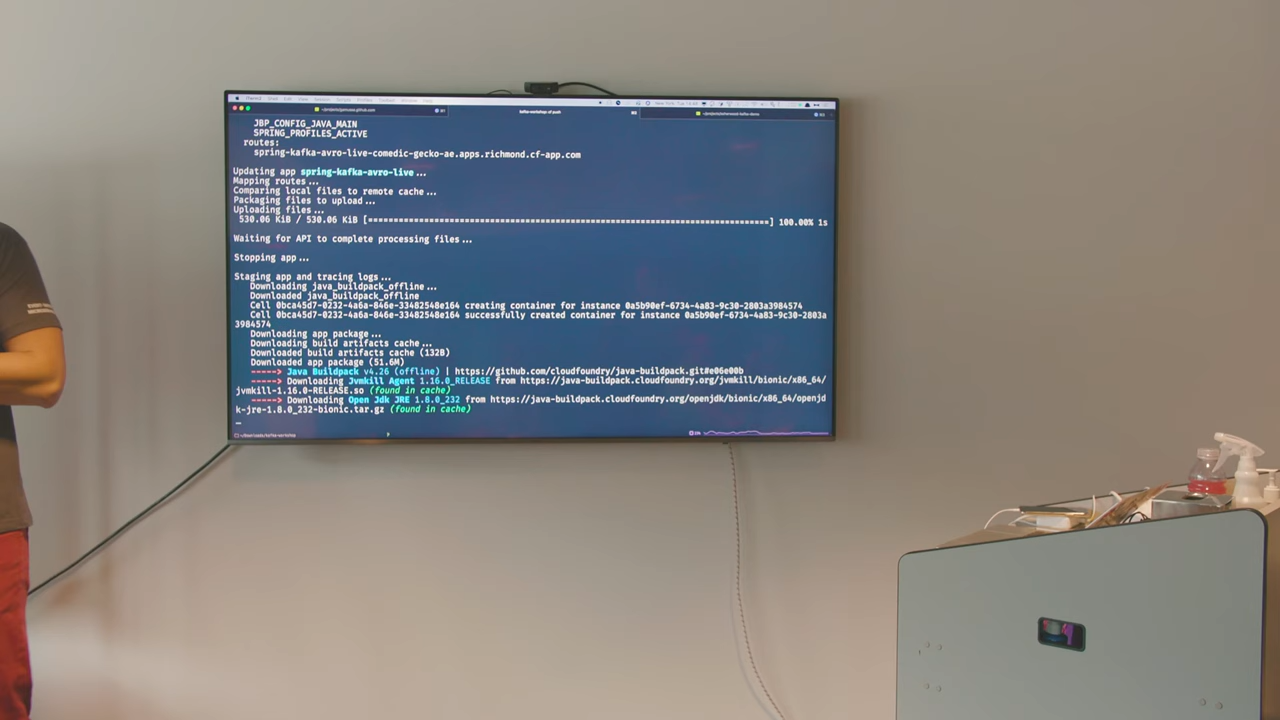 JBP_CONFIG_JAVA_MAIN
SPRING_PROFILES_ACTIVE
routes:
spring-kafka-avro-live-comedic-gecko-ae.apps.richmond.cf-app.com
Updating app spring-kafka-avro-live ...
Mapping routes ...
Comparing local files to remote cache ...
Packaging files to upload ...
Uploading files ...
530.06 KiB / 530.06 KiB [==============================================================================] 100.00% 1s
Waiting for API to complete processing files ...
Stopping app ...
Staging app and tracing logs ...
Downloading java_buildpack_offline ...
Downloaded java_buildpack_offline
Cell 0bca45d7-0232-4a6a-846e-33482548e164 creating container for instance 0a5b90ef-6734-4a83-9c30-2803a3984574
Cell 0bca45d7-0232-4a6a-846e-33482548e164 successfully created container for instance 0a5b90ef-6734-4a83-9c30-2803a
3984574
Downloading app package ...
Downloading build artifacts cache ...
Downloaded build artifacts cache (132B)
Downloaded app package (51.6M)
-----> Java Buildpack v4.26 (offline) | https://github.com/cloudfoundry/java-buildpack.git#e06e00b
-----> Downloading Jvmkill Agent 1.16.0_RELEASE from https://java-buildpack.cloudfoundry.org/jvmkill/bionic/x86_64/
jvmkill-1.16.0-RELEASE.so (found in cache)
-----> Downloading Open Jdk JRE 1.8.0_232 from https://java-buildpack.cloudfoundry.org/openjdk/bionic/x86_64/openjd
k-jre-1.8.0_232-bionic.tar.gz (found in cache)